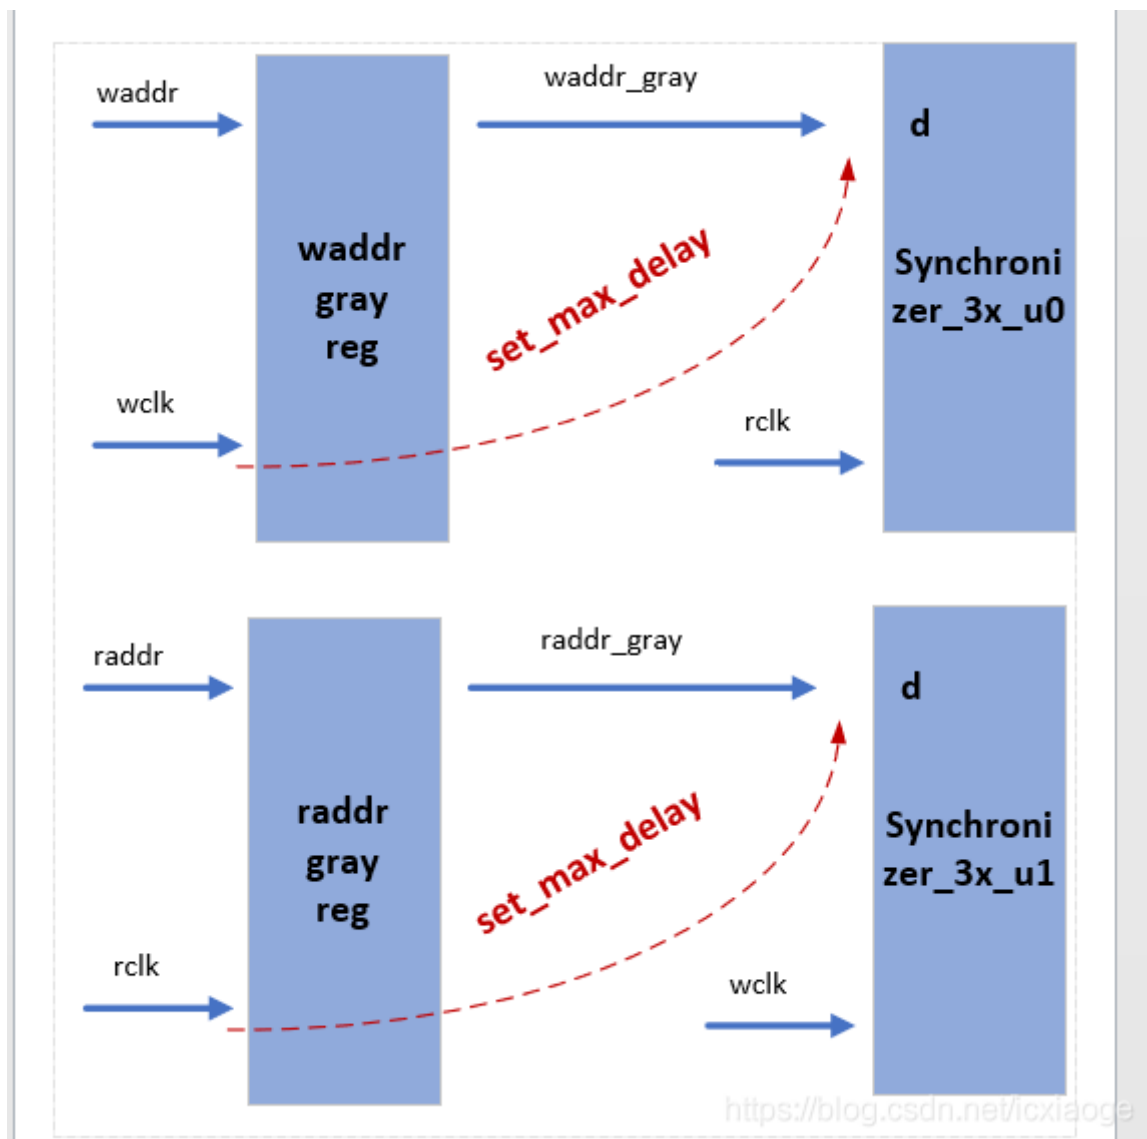 waddr
waddr_gray
d
waddr
gray
reg
set_max_delay
Synchroni
zer_3x_u0
wclk
rclk
raddr
raddr_gray
d
raddr
gray
reg
set_max_delay
Synchroni
zer_3x_u1
rclk
wclk
https://blog.csdn.net/icxiaoge